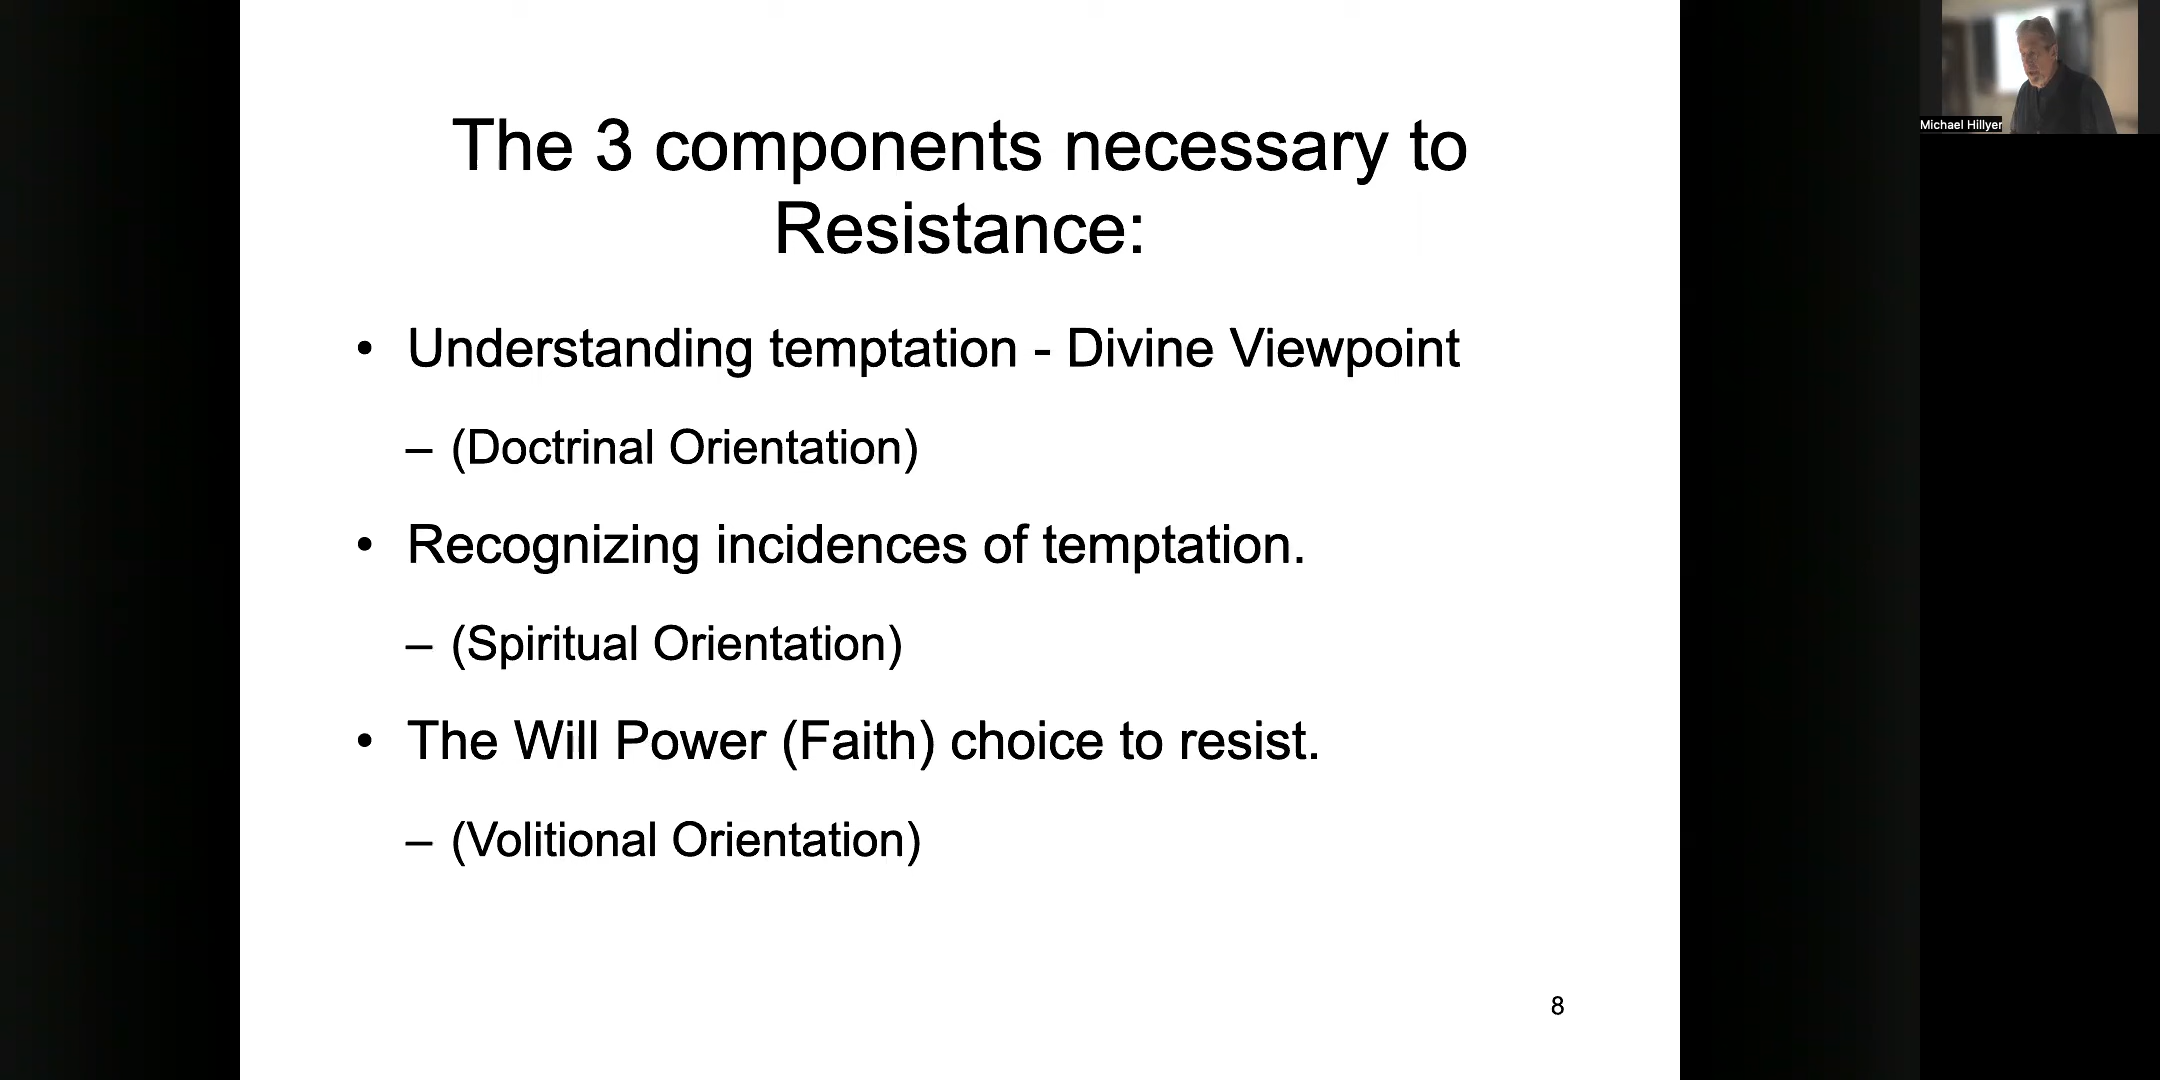 The 3 components necessary to
Resistance:
• Understanding temptation - Divine Viewpoint
– (Doctrinal Orientation)
• Recognizing incidences of temptation.
– (Spiritual Orientation)
• The Will Power (Faith) choice to resist.
– (Volitional Orientation)
8
Michael Hillyer